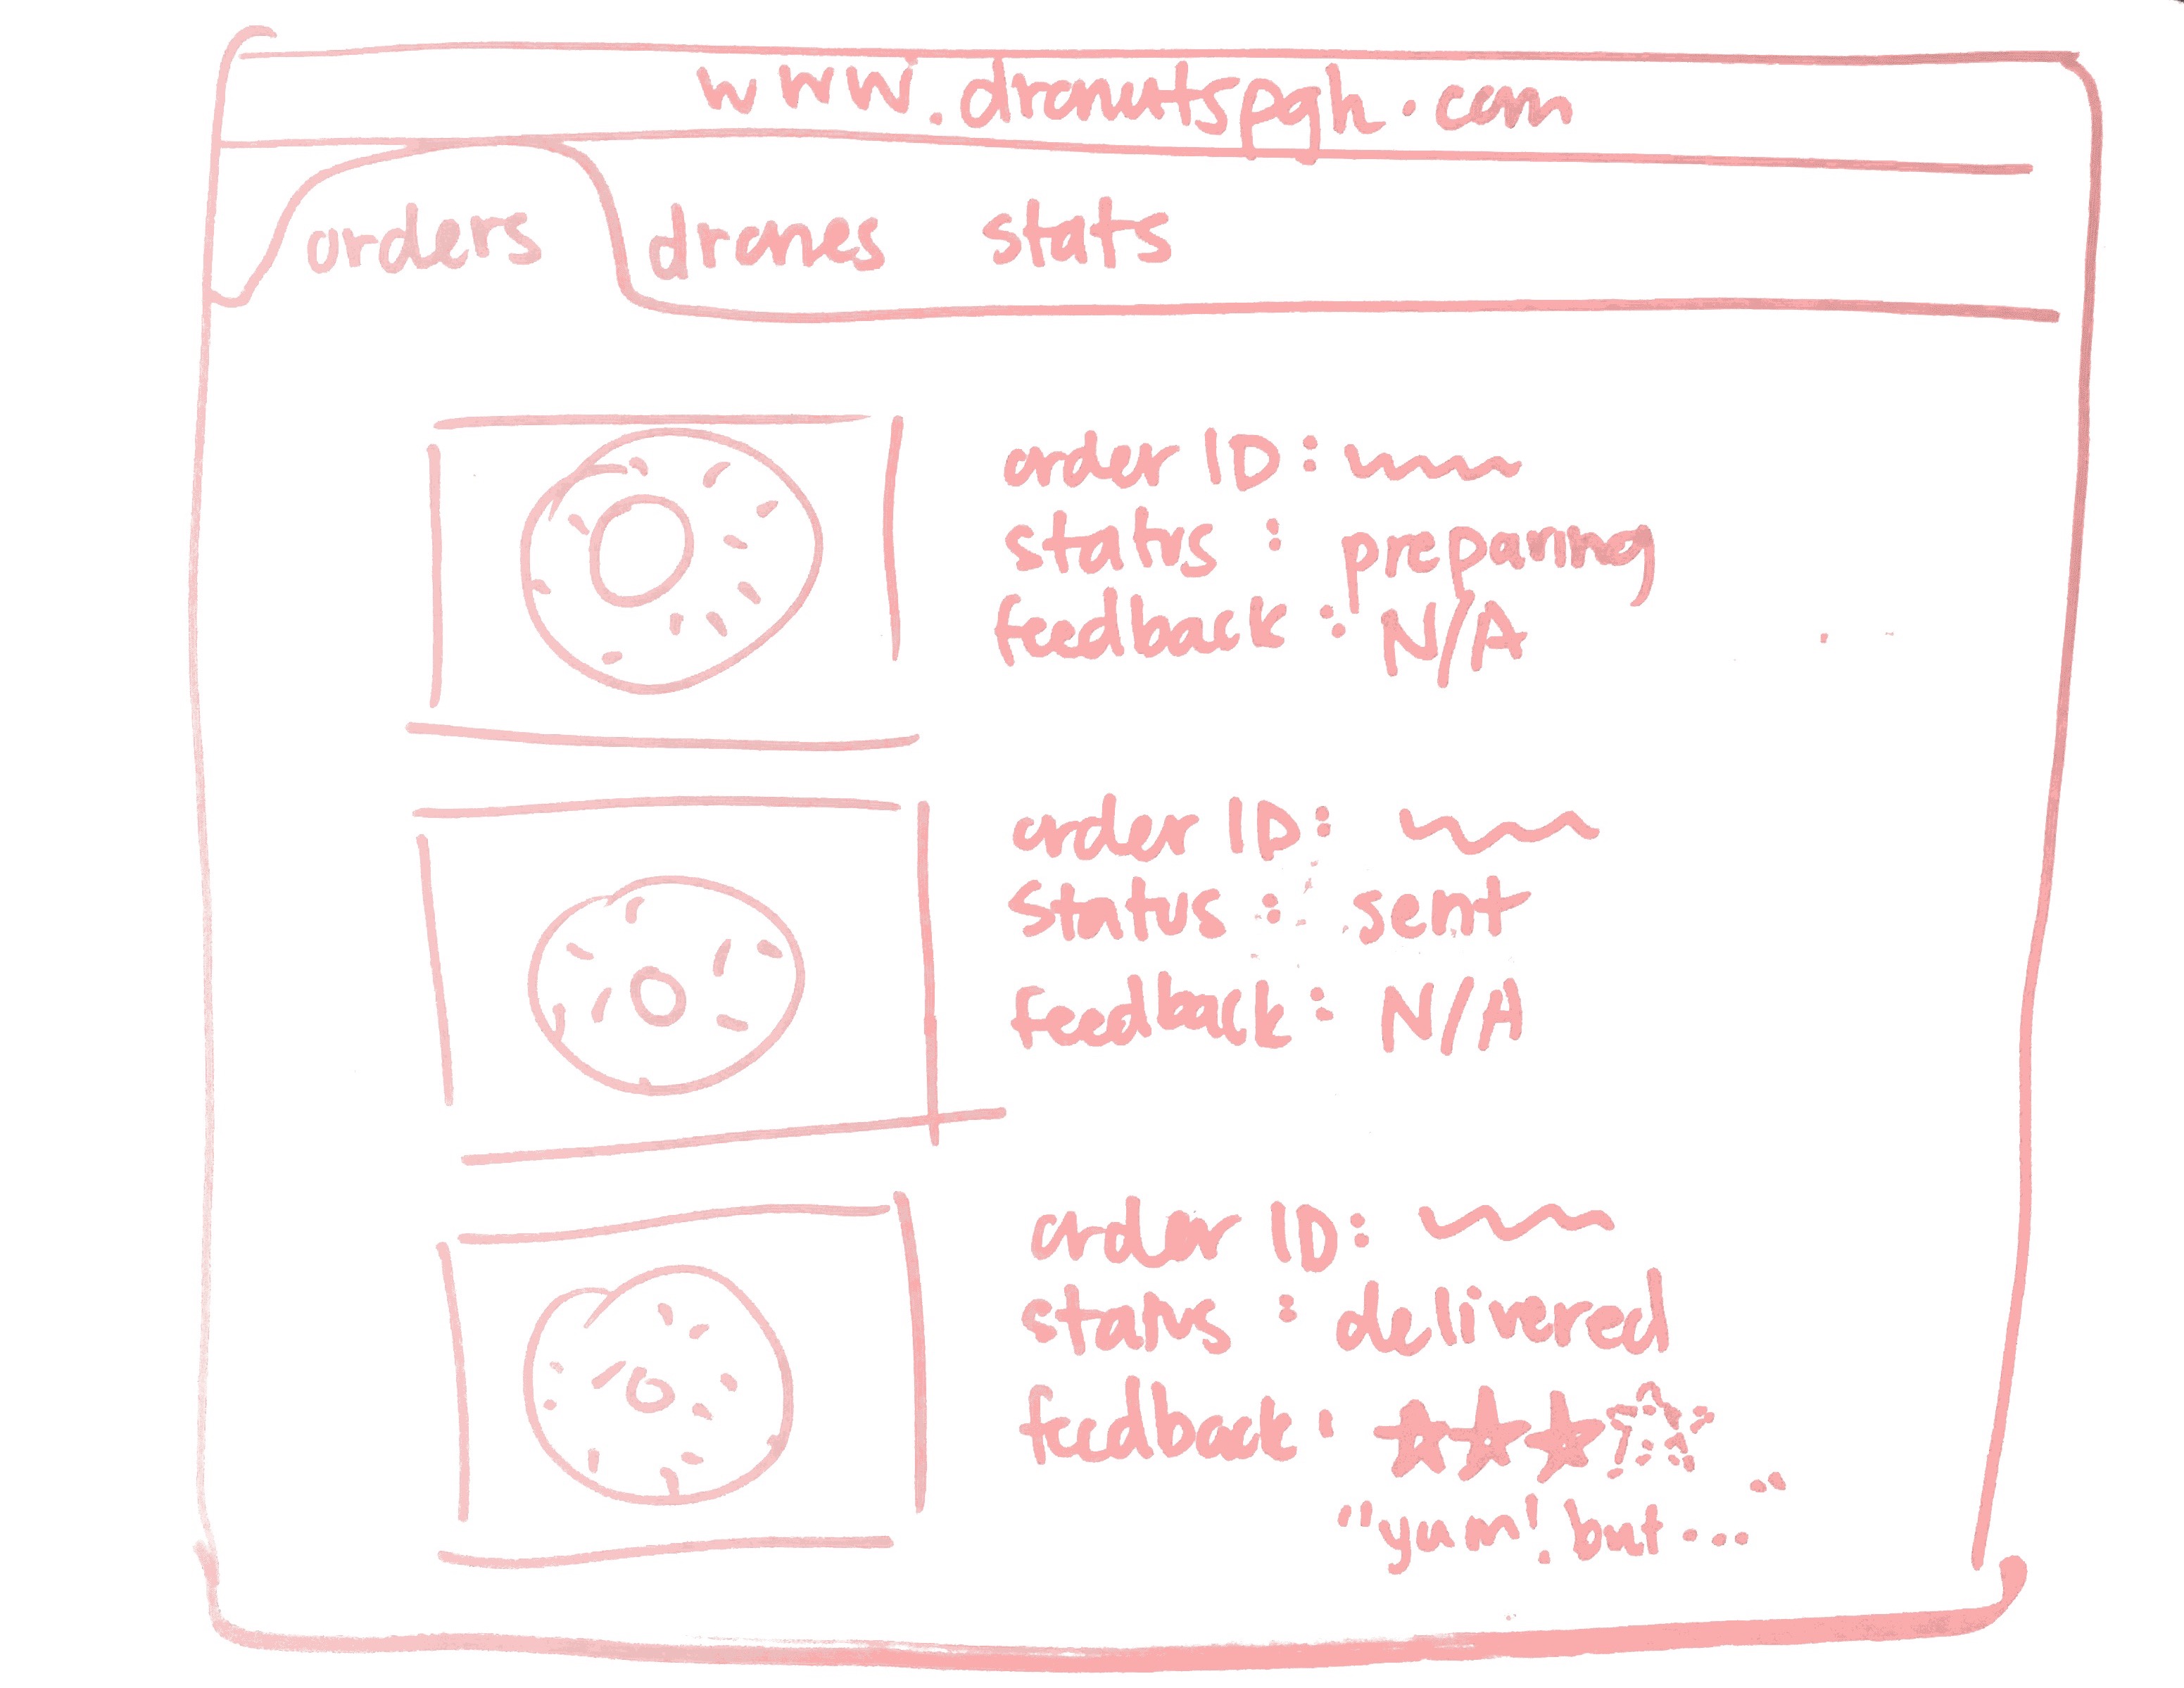 www.dronutspgh.com
orders drones stats
order ID:
status: preparing
feedback: N/A
order ID:
status: sent
feedback: N/A
order ID:
status: delivered
feedback: ★★★☆
"yum! but..."